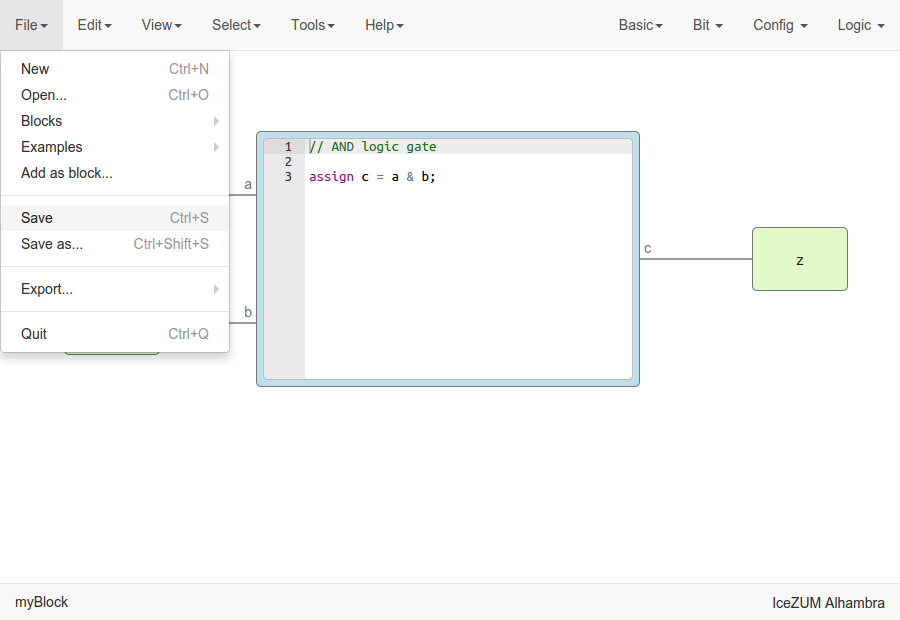 File Edit View Select Tools Help Basic Bit Config Logic
New Ctrl+N
Open... Ctrl+O
Blocks
Examples
Add as block...
Save Ctrl+S
Save as... Ctrl+Shift+S
Export...
Quit Ctrl+Q
a
b
1 // AND logic gate
2
3 assign c = a & b;
c
z
myBlock IceZUM Alhambra